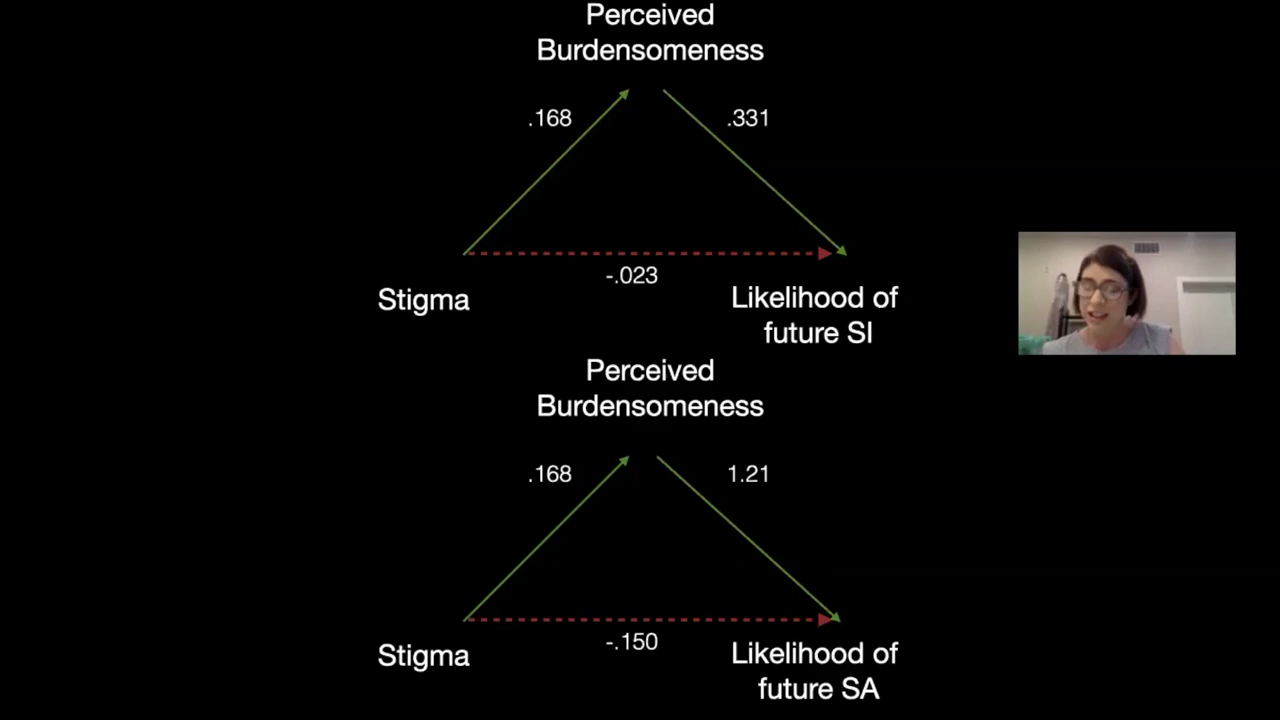 Perceived
Burdensomeness
.168
.331
-.023
Stigma
Likelihood of
future SI
Perceived
Burdensomeness
.168
1.21
-.150
Stigma
Likelihood of
future SA